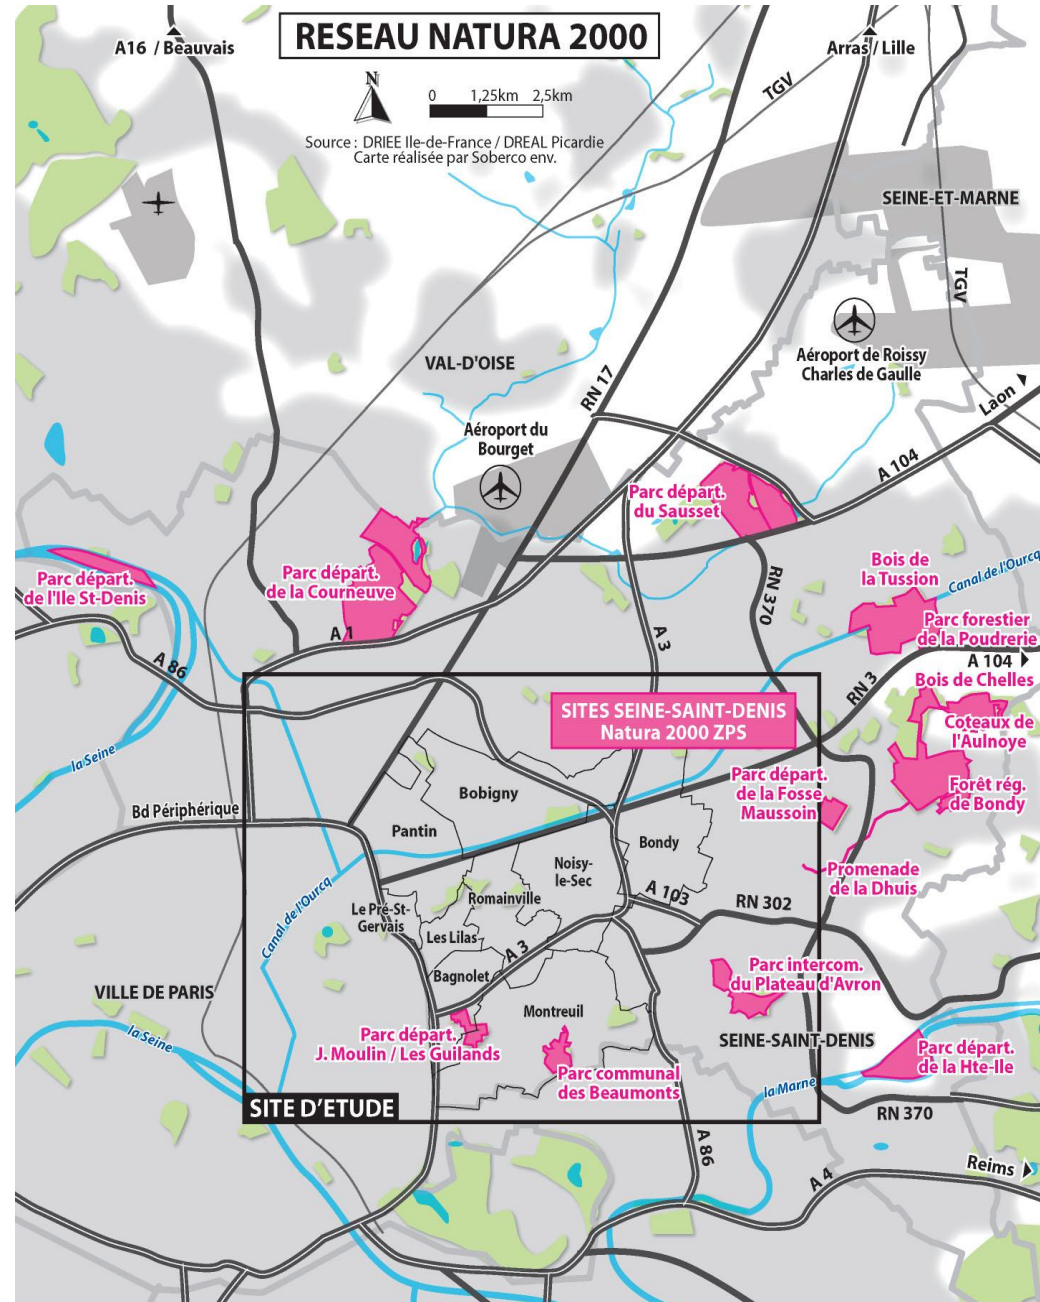 RESEAU NATURA 2000
A16 / Beauvais
Arras / Lille
N
0 1,25km 2,5km
TGV
Source : DRIEE Ile-de-France / DREAL Picardie
Carte réalisée par Soberco env.
SEINE-ET-MARNE
TGV
VAL-D'OISE
RN 17
Aéroport de Roissy
Charles de Gaulle
Laon
Aéroport du
Bourget
A 104
Parc départ.
du Sausset
Parc départ.
de l'Ile St-Denis
Parc départ.
de la Courneuve
Bois de
la Tussion
Canal de l'Ourcq
RN 370
Parc forestier
de la Poudrerie
A 1
A 3
A 86
A 104
RN 3
Bois de Chelles
SITES SEINE-SAINT-DENIS
Natura 2000 ZPS
Coteaux de
l'Aulnoye
la Seine
Parc départ.
de la Fosse
Maussoin
Forêt rég.
de Bondy
Bobigny
Bd Périphérique
Pantin
Bondy
Noisy-
le-Sec
Promenade
de la Dhuis
A 103
Romainville
RN 302
Le Pré-St-
Gervais
Canal de l'Ourcq
Les Lilas
A 3
Bagnolet
Parc intercom.
du Plateau d'Avron
VILLE DE PARIS
Montreuil
la Seine
Parc départ.
J. Moulin / Les Guilands
SEINE-SAINT-DENIS
Parc départ.
de la Hte-Ile
Parc communal
des Beaumonts
la Marne
SITE D'ETUDE
RN 370
A 86
Reims
A 4